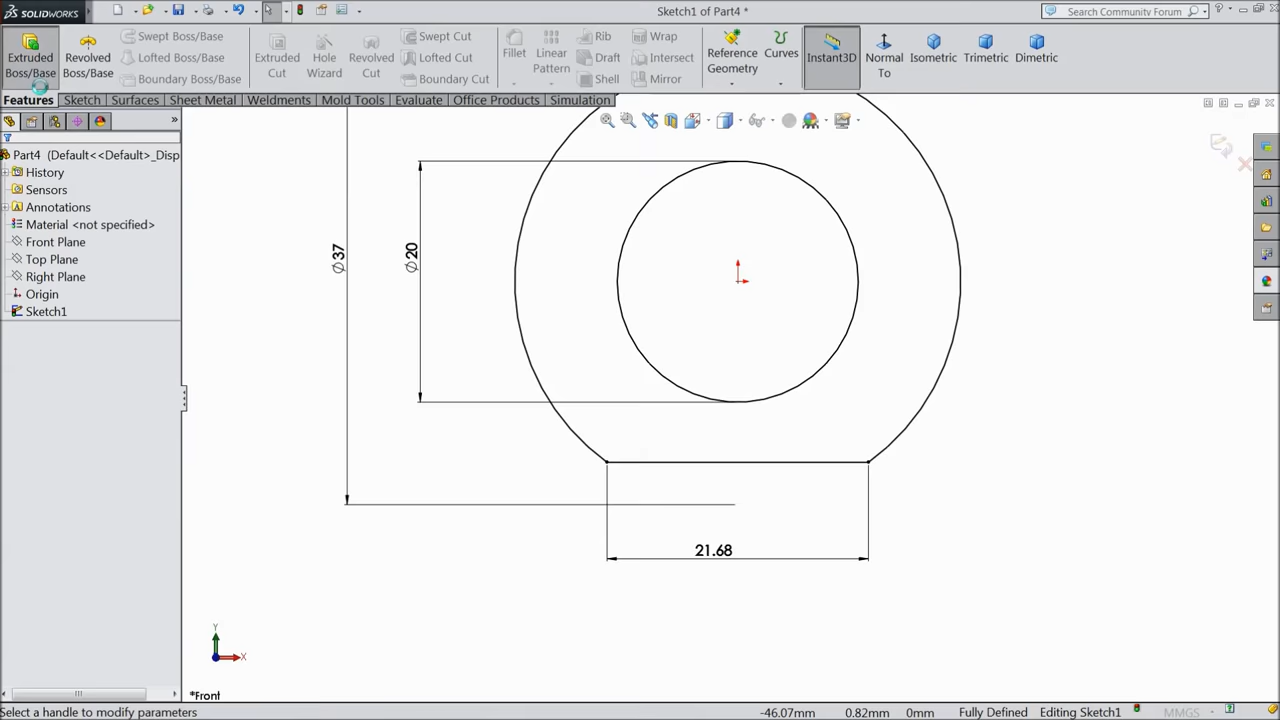 SOLIDWORKS
Sketch1 of Part4 *
Search Community Forum
Extruded Boss/Base
Revolved Boss/Base
Swept Boss/Base
Lofted Boss/Base
Boundary Boss/Base
Extruded Cut
Hole Wizard
Revolved Cut
Swept Cut
Lofted Cut
Boundary Cut
Fillet
Linear Pattern
Rib
Draft
Shell
Wrap
Intersect
Mirror
Reference Geometry
Curves
Instant3D
Normal To
Isometric
Trimetric
Dimetric
Features
Sketch
Surfaces
Sheet Metal
Weldments
Mold Tools
Evaluate
Office Products
Simulation
Part4 (Default<<Default>_Disp
History
Sensors
Annotations
Material <not specified>
Front Plane
Top Plane
Right Plane
Origin
Sketch1
∅37
∅20
21.68
Y
X
*Front
Select a handle to modify parameters
-46.07mm
0.82mm
0mm
Fully Defined
Editing Sketch1
MMGS